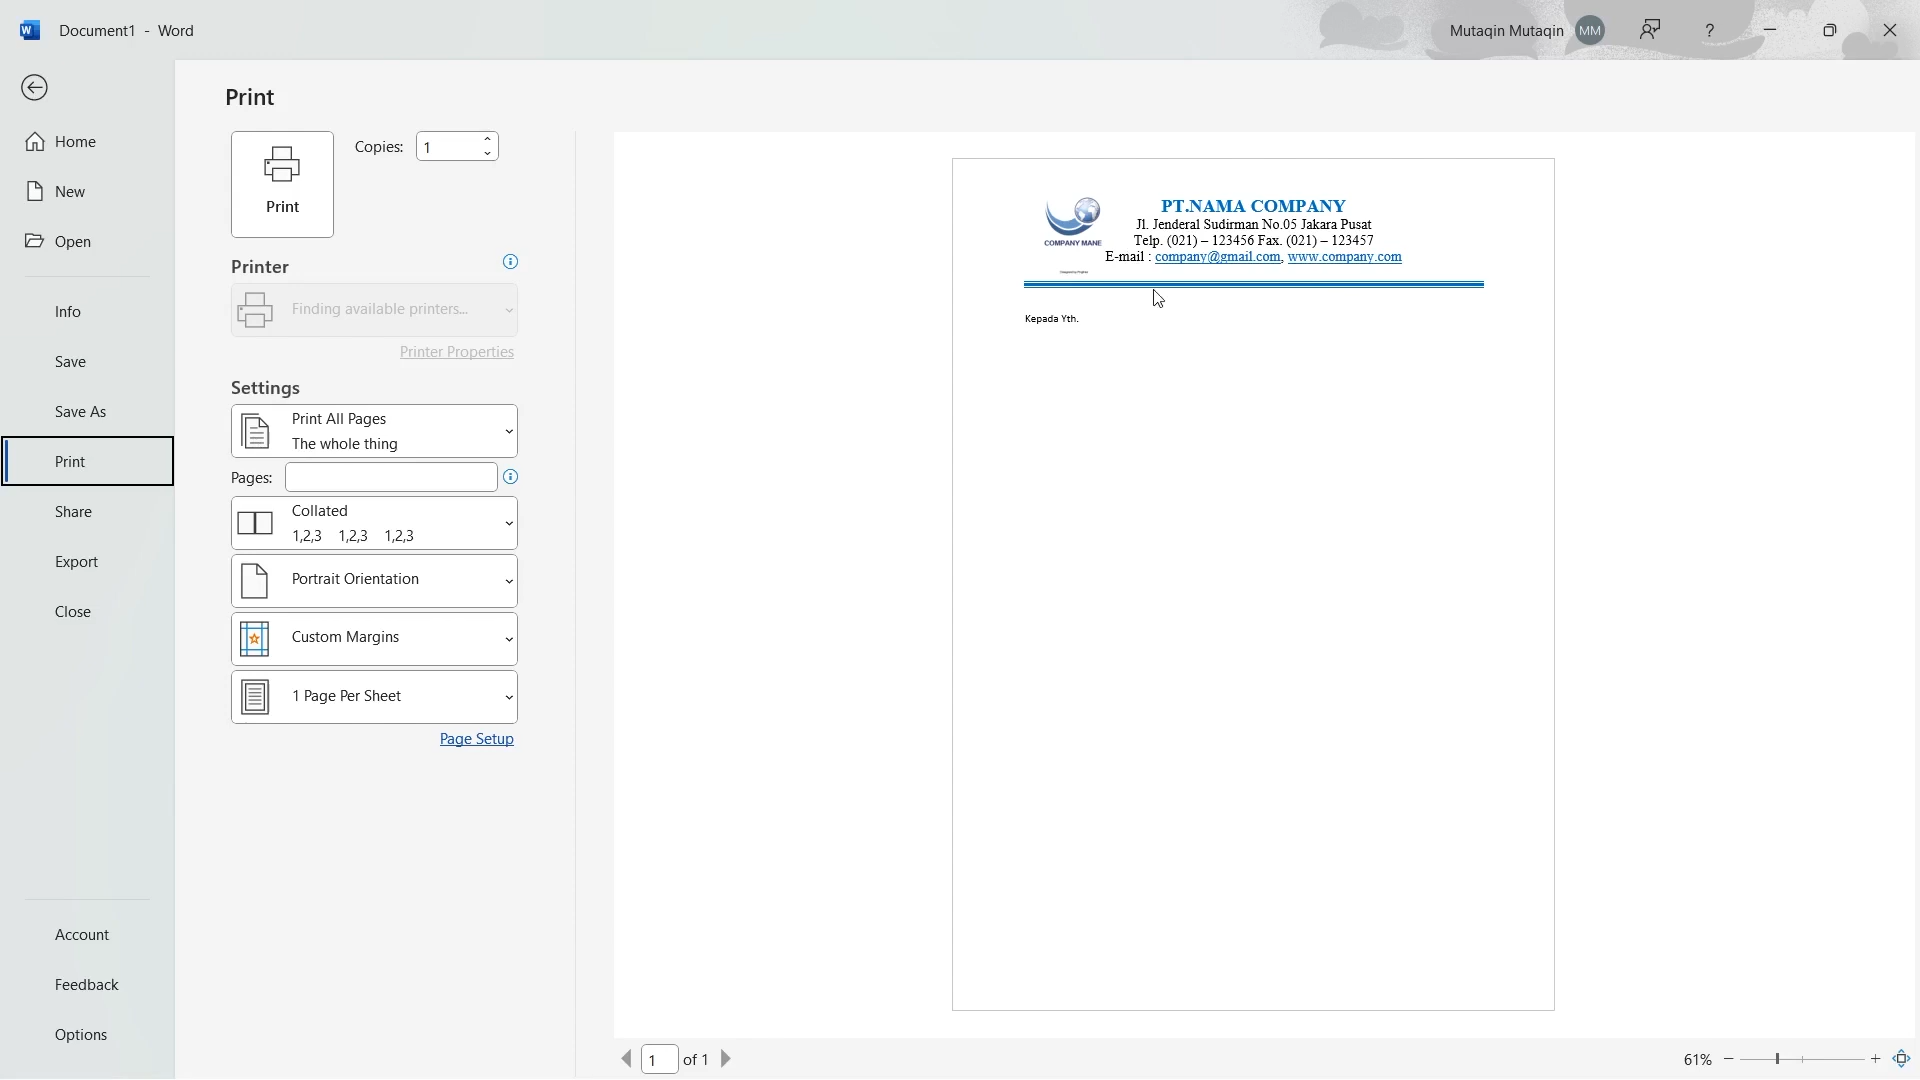 Document1 - Word
Mutaqin Mutaqin MM
Print
Home
New
Open
Info
Save
Save As
Print
Share
Export
Close
Account
Feedback
Options
Print
Copies: 1
Printer
Finding available printers...
Printer Properties
Settings
Print All Pages
The whole thing
Pages:
Collated
1,2,3 1,2,3 1,2,3
Portrait Orientation
Custom Margins
1 Page Per Sheet
Page Setup
COMPANY MANE
PT.NAMA COMPANY
Jl. Jenderal Sudirman No.05 Jakara Pusat
Telp. (021) – 123456 Fax. (021) – 123457
E-mail : company@gmail.com, www.company.com
Kepada Yth.
1 of 1
61%